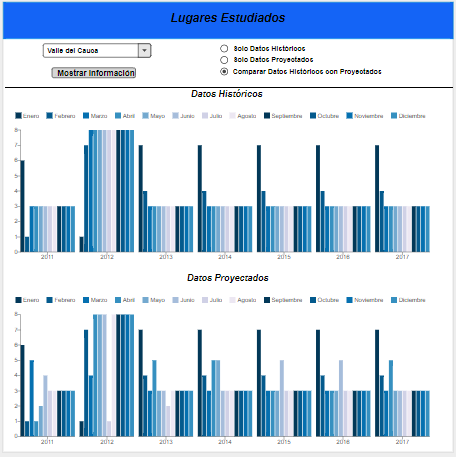 Lugares Estudiados
Valle del Cauca
Solo Datos Históricos
Solo Datos Proyectados
Mostrar Información
Comparar Datos Históricos con Proyectados
Datos Históricos
Enero Febrero Marzo Abril Mayo Junio Julio Agosto Septiembre Octubre Noviembre Diciembre
8
7
6
5
4
3
2
1
0
2011 2012 2013 2014 2015 2016 2017
Datos Proyectados
Enero Febrero Marzo Abril Mayo Junio Julio Agosto Septiembre Octubre Noviembre Diciembre
8
7
6
5
4
3
2
1
0
2011 2012 2013 2014 2015 2016 2017